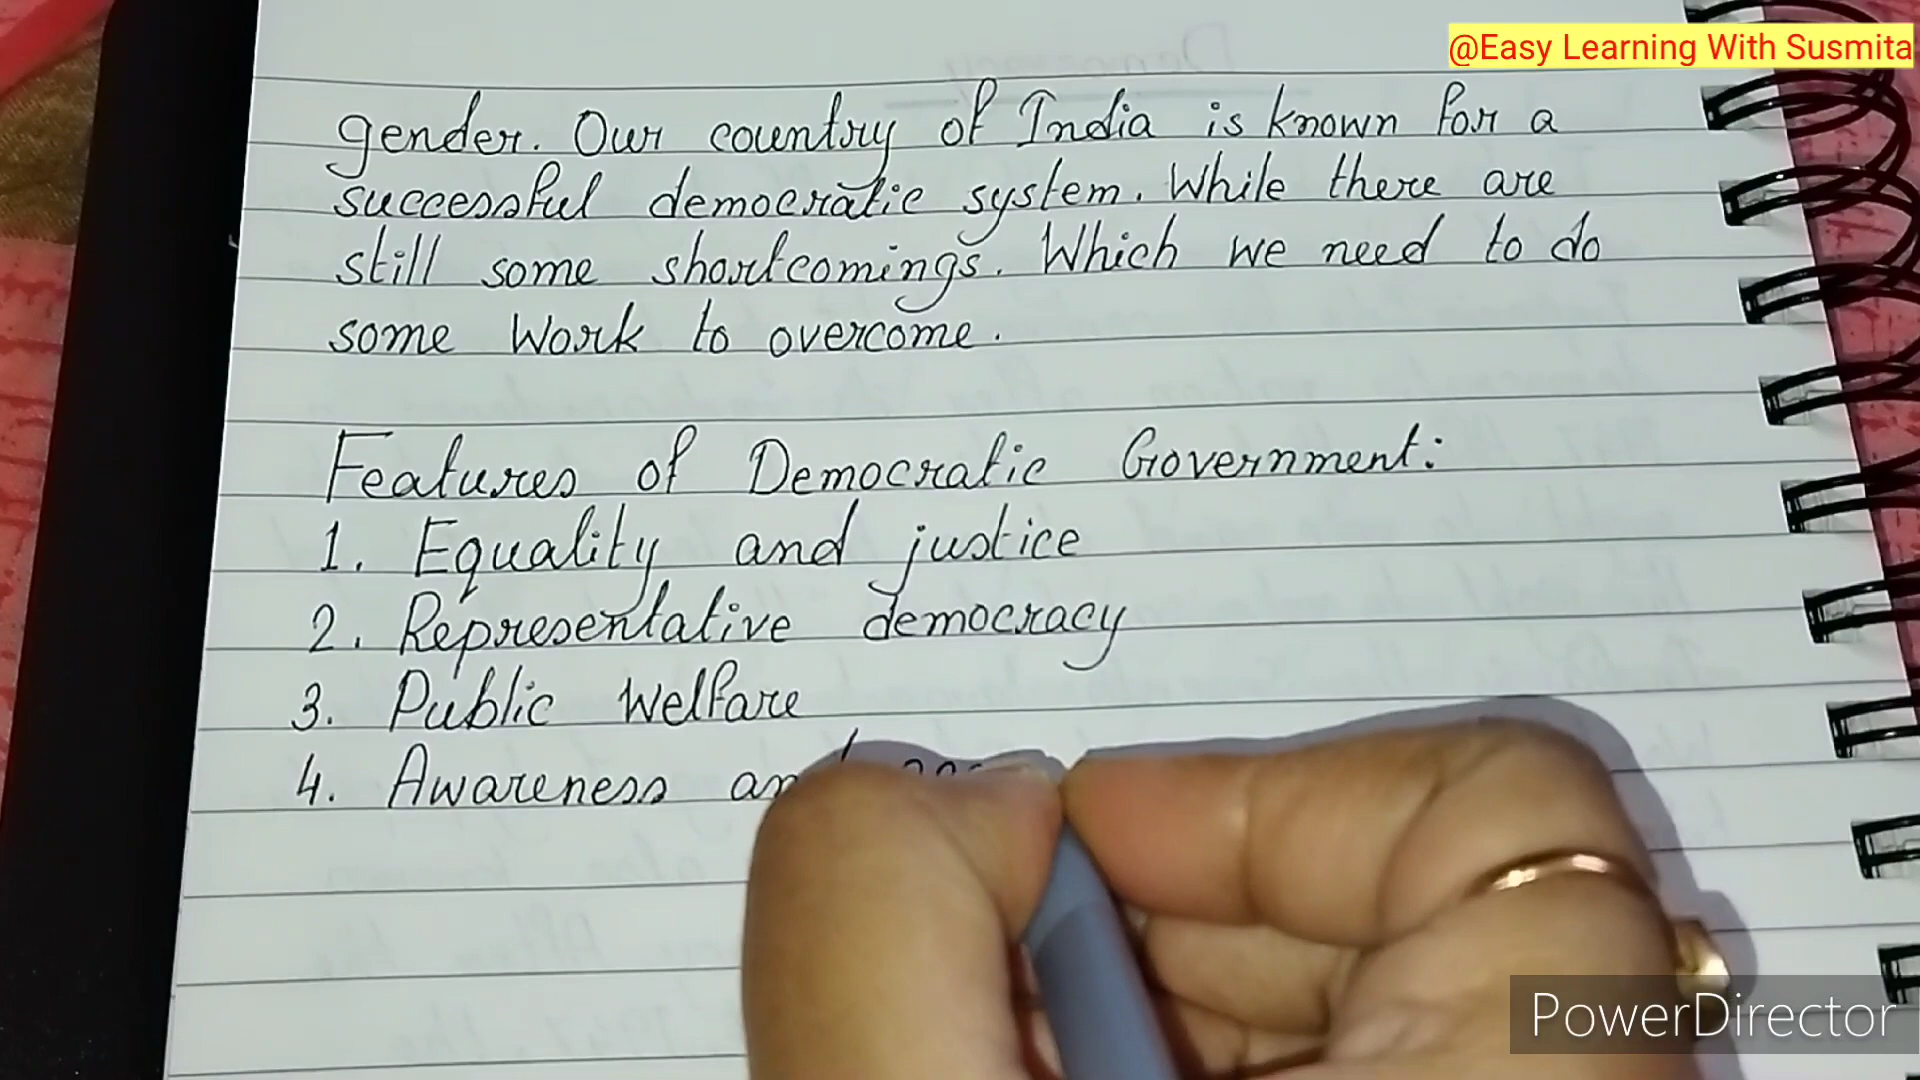 @Easy Learning With Susmita
gender. Our country of India is known for a
successful democratic system. While there are
still some shortcomings. Which we need to do
some work to overcome.
Features of Democratic Government:
1. Equality and justice
2. Representative democracy
3. Public welfare
4. Awareness and
PowerDirector